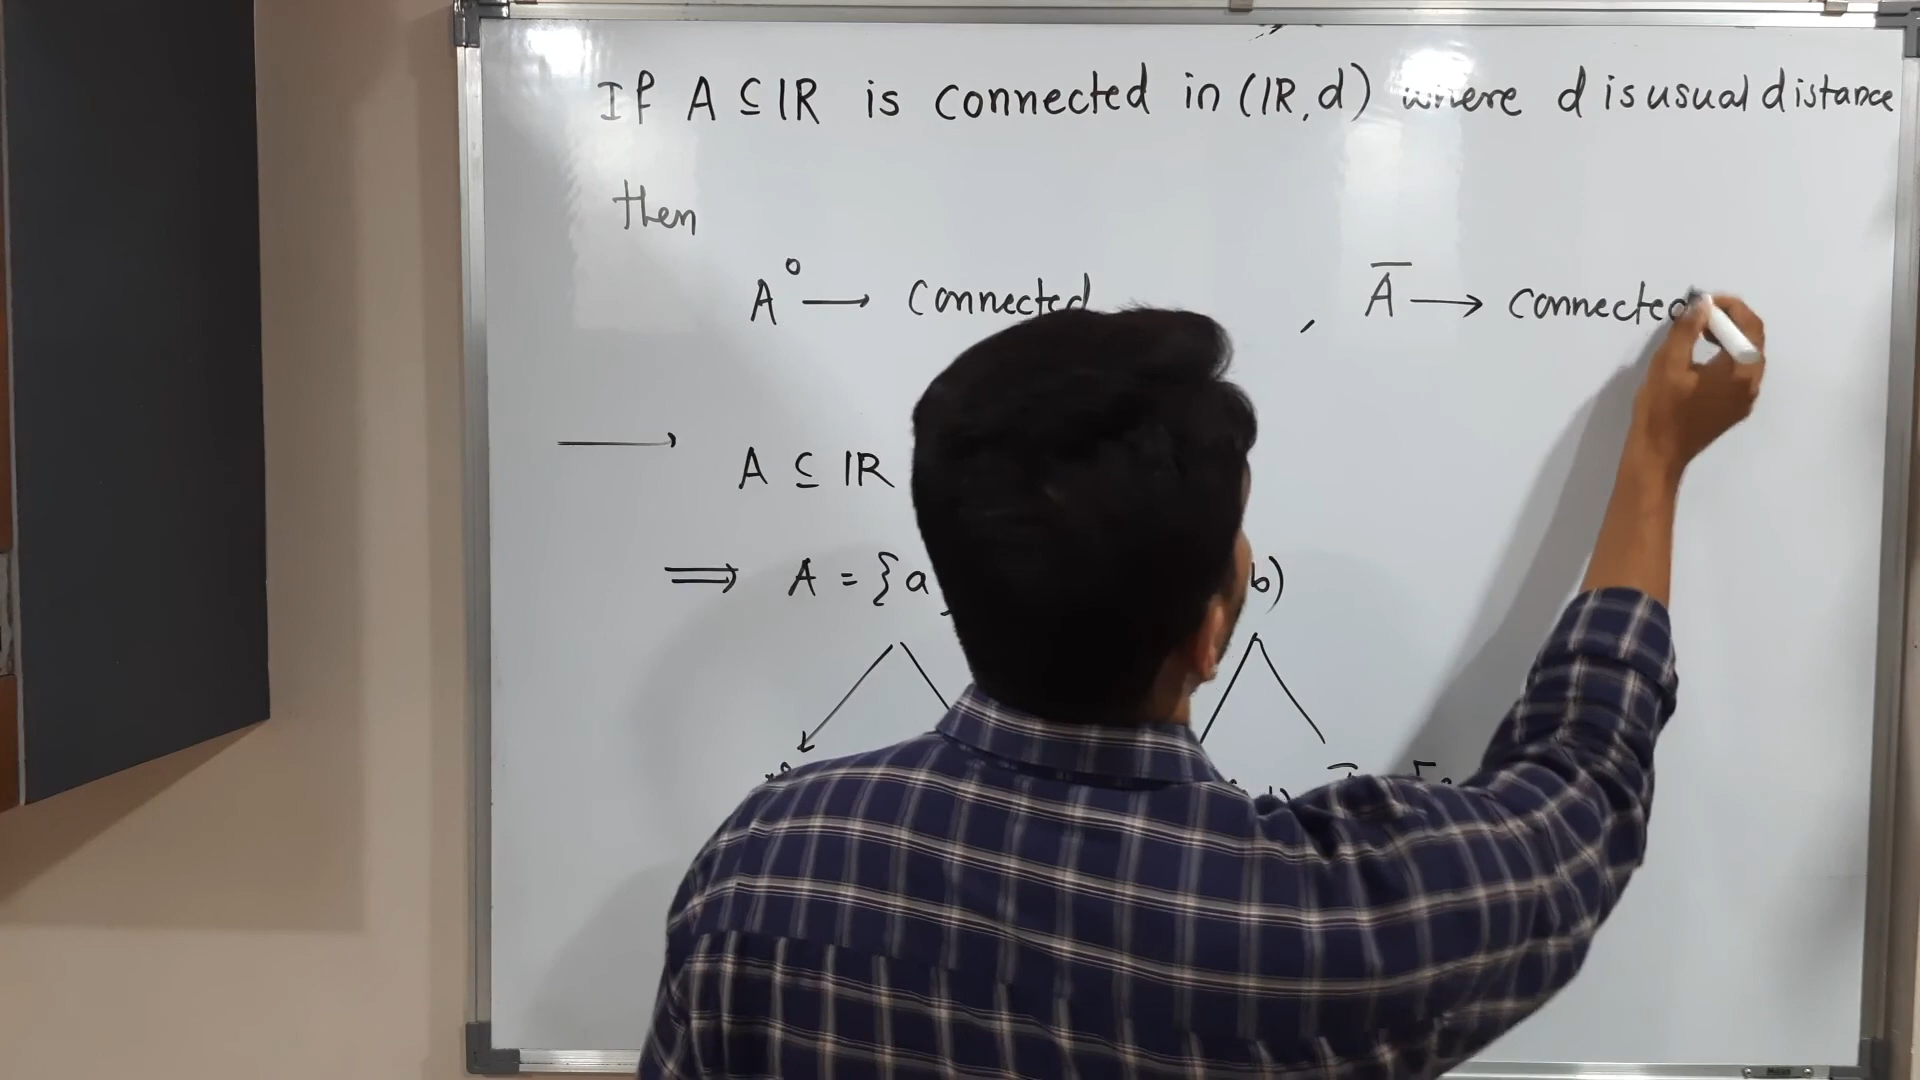 If A ⊆ IR is connected in (IR, d) where d is usual distance
then
A° → Connected , A̅ → connected
→ A ⊆ IR
⇒ A = {a b)